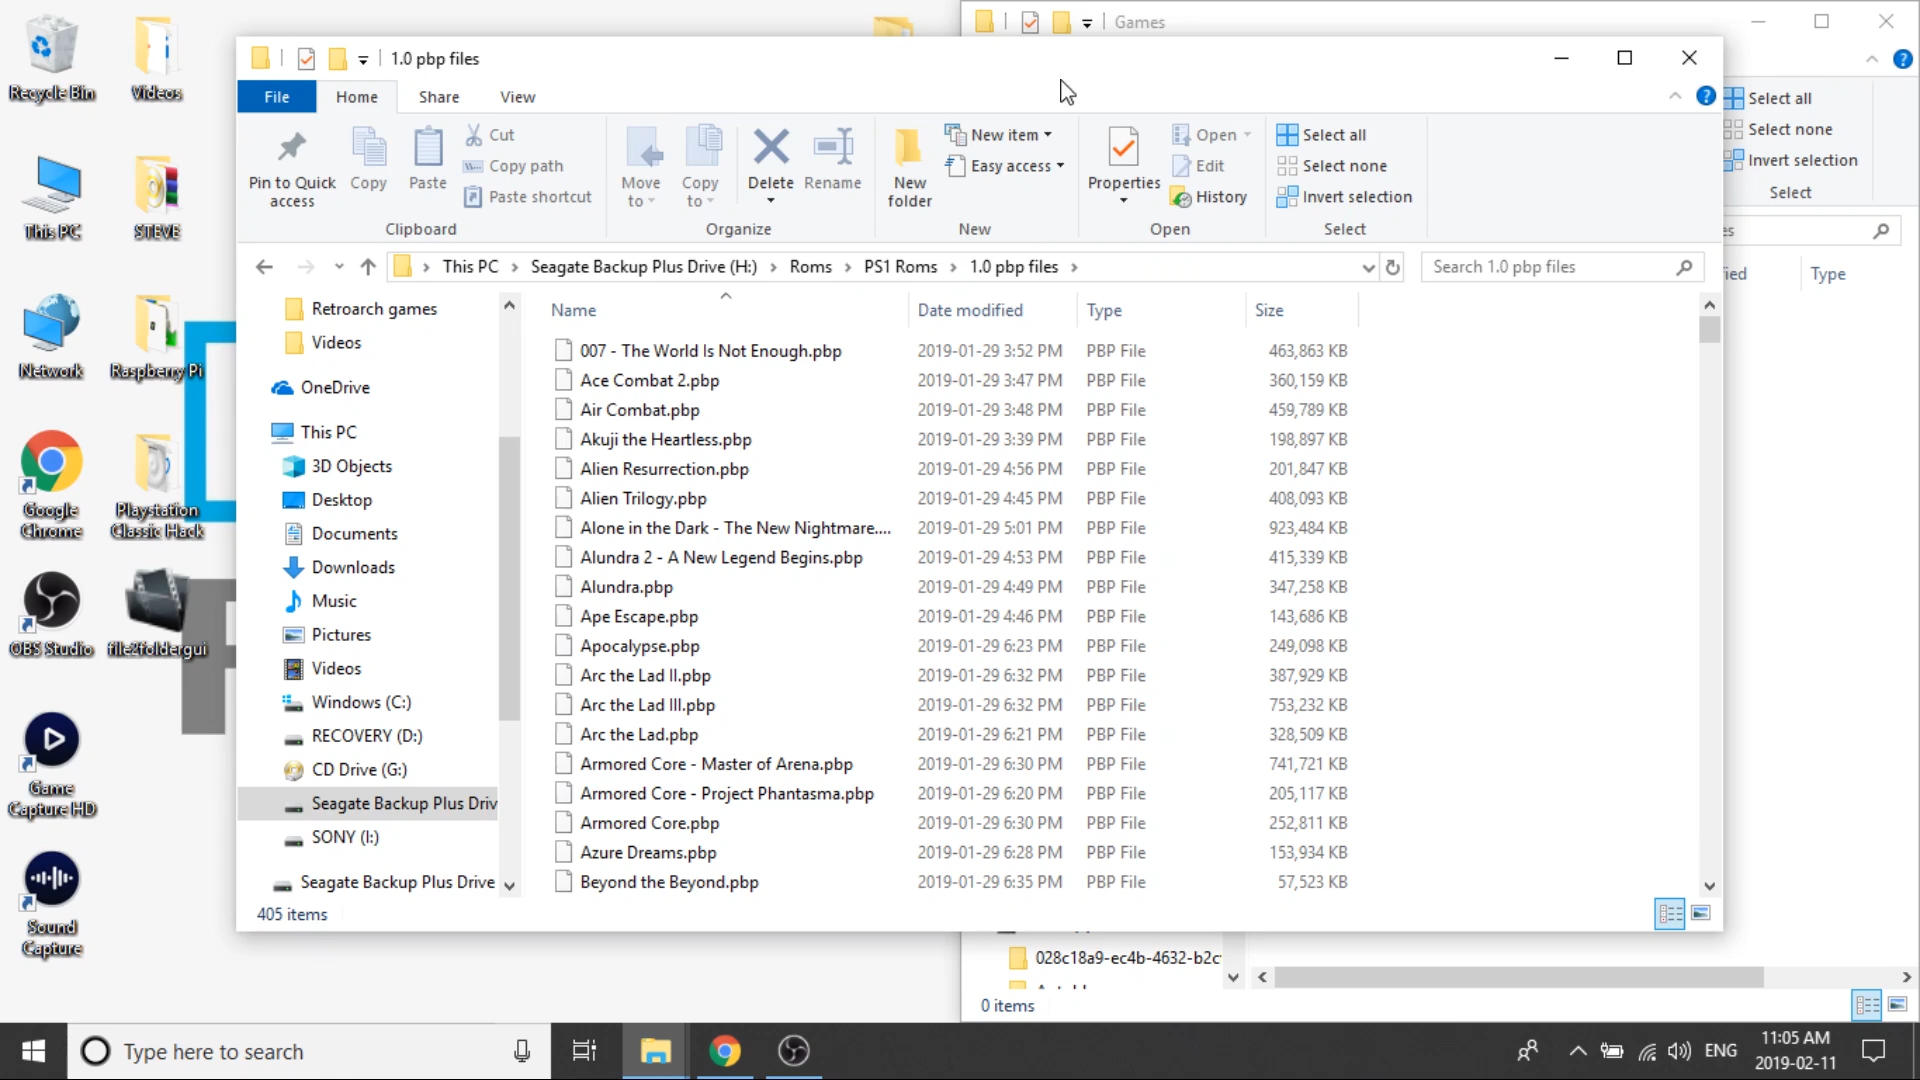 Games
1.0 pbp files
File
Home
Share
View
Pin to Quick access
Copy
Paste
Cut
Copy path
Paste shortcut
Clipboard
Move to
Copy to
Delete
Rename
Organize
New folder
New item
Easy access
New
Properties
Open
Edit
History
Open
Select all
Select none
Invert selection
Select
Select all
Select none
Invert selection
Select
This PC
Seagate Backup Plus Drive (H:)
Roms
PS1 Roms
1.0 pbp files
Search 1.0 pbp files
Type
Recycle Bin
Videos
This PC
STEVE
Network
Raspberry Pi
Google Chrome
Playstation Classic Hack
OBS Studio
file2foldergui
Game Capture HD
Sound Capture
Retroarch games
Videos
OneDrive
This PC
3D Objects
Desktop
Documents
Downloads
Music
Pictures
Videos
Windows (C:)
RECOVERY (D:)
CD Drive (G:)
Seagate Backup Plus Driv
SONY (I:)
Seagate Backup Plus Drive
Name Date modified Type Size
007 - The World Is Not Enough.pbp 2019-01-29 3:52 PM PBP File 463,863 KB
Ace Combat 2.pbp 2019-01-29 3:47 PM PBP File 360,159 KB
Air Combat.pbp 2019-01-29 3:48 PM PBP File 459,789 KB
Akuji the Heartless.pbp 2019-01-29 3:39 PM PBP File 198,897 KB
Alien Resurrection.pbp 2019-01-29 4:56 PM PBP File 201,847 KB
Alien Trilogy.pbp 2019-01-29 4:45 PM PBP File 408,093 KB
Alone in the Dark - The New Nightmare.... 2019-01-29 5:01 PM PBP File 923,484 KB
Alundra 2 - A New Legend Begins.pbp 2019-01-29 4:53 PM PBP File 415,339 KB
Alundra.pbp 2019-01-29 4:49 PM PBP File 347,258 KB
Ape Escape.pbp 2019-01-29 4:46 PM PBP File 143,686 KB
Apocalypse.pbp 2019-01-29 6:23 PM PBP File 249,098 KB
Arc the Lad II.pbp 2019-01-29 6:32 PM PBP File 387,929 KB
Arc the Lad III.pbp 2019-01-29 6:32 PM PBP File 753,232 KB
Arc the Lad.pbp 2019-01-29 6:21 PM PBP File 328,509 KB
Armored Core - Master of Arena.pbp 2019-01-29 6:30 PM PBP File 741,721 KB
Armored Core - Project Phantasma.pbp 2019-01-29 6:20 PM PBP File 205,117 KB
Armored Core.pbp 2019-01-29 6:30 PM PBP File 252,811 KB
Azure Dreams.pbp 2019-01-29 6:28 PM PBP File 153,934 KB
Beyond the Beyond.pbp 2019-01-29 6:35 PM PBP File 57,523 KB
405 items
028c18a9-ec4b-4632-b2c
0 items
Type here to search
ENG
11:05 AM
2019-02-11